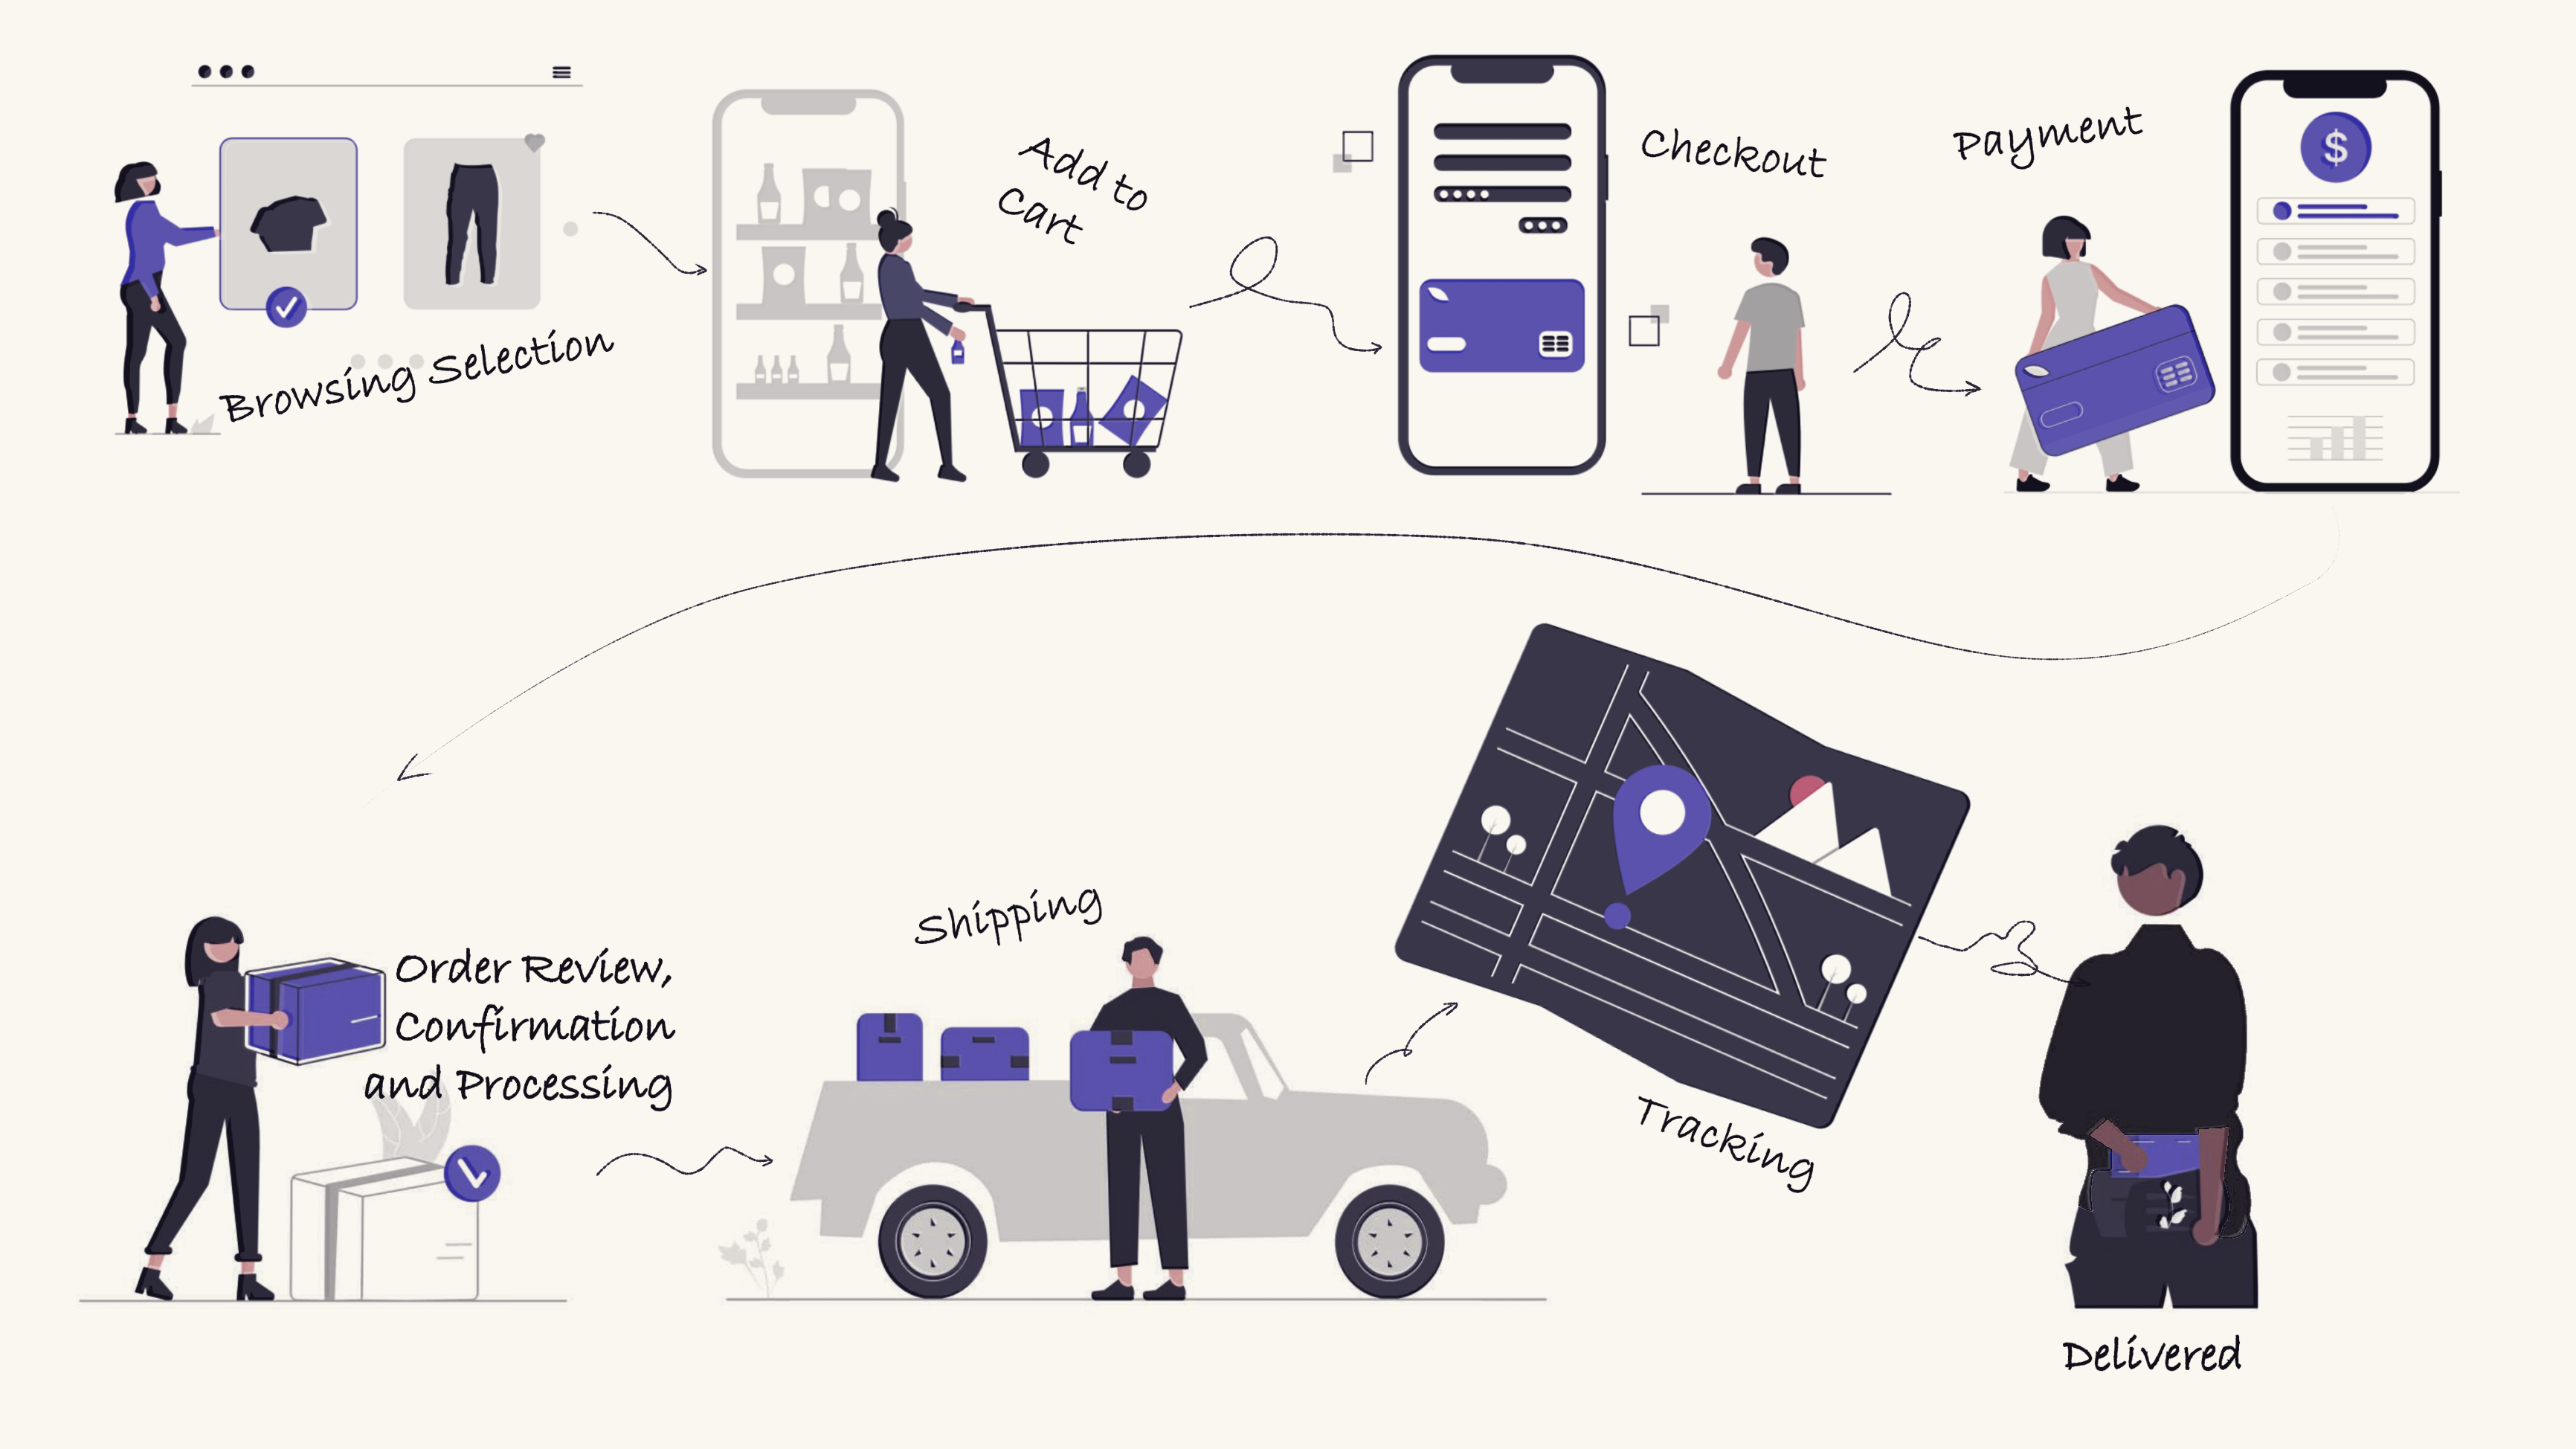 Browsing Selection
Add to
Cart
Checkout
Payment
$
Order Review,
Confirmation
and Processing
Shipping
Tracking
Delivered